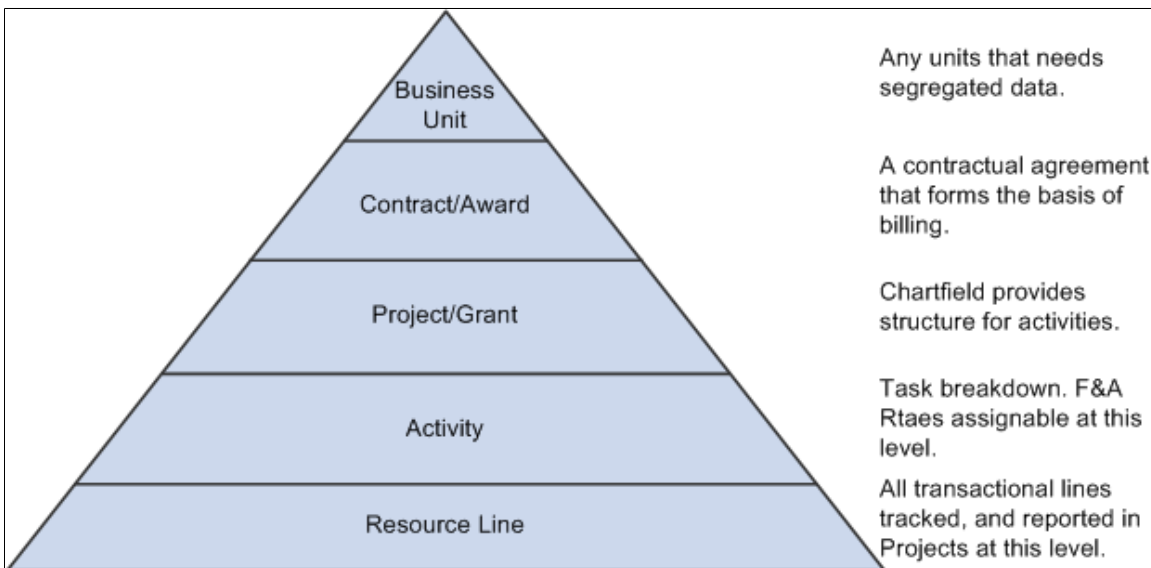 Business
Unit
Any units that needs
segregated data.
Contract/Award
A contractual agreement
that forms the basis of
billing.
Project/Grant
Chartfield provides
structure for activities.
Activity
Task breakdown. F&A
Rtaes assignable at this
level.
Resource Line
All transactional lines
tracked, and reported in
Projects at this level.